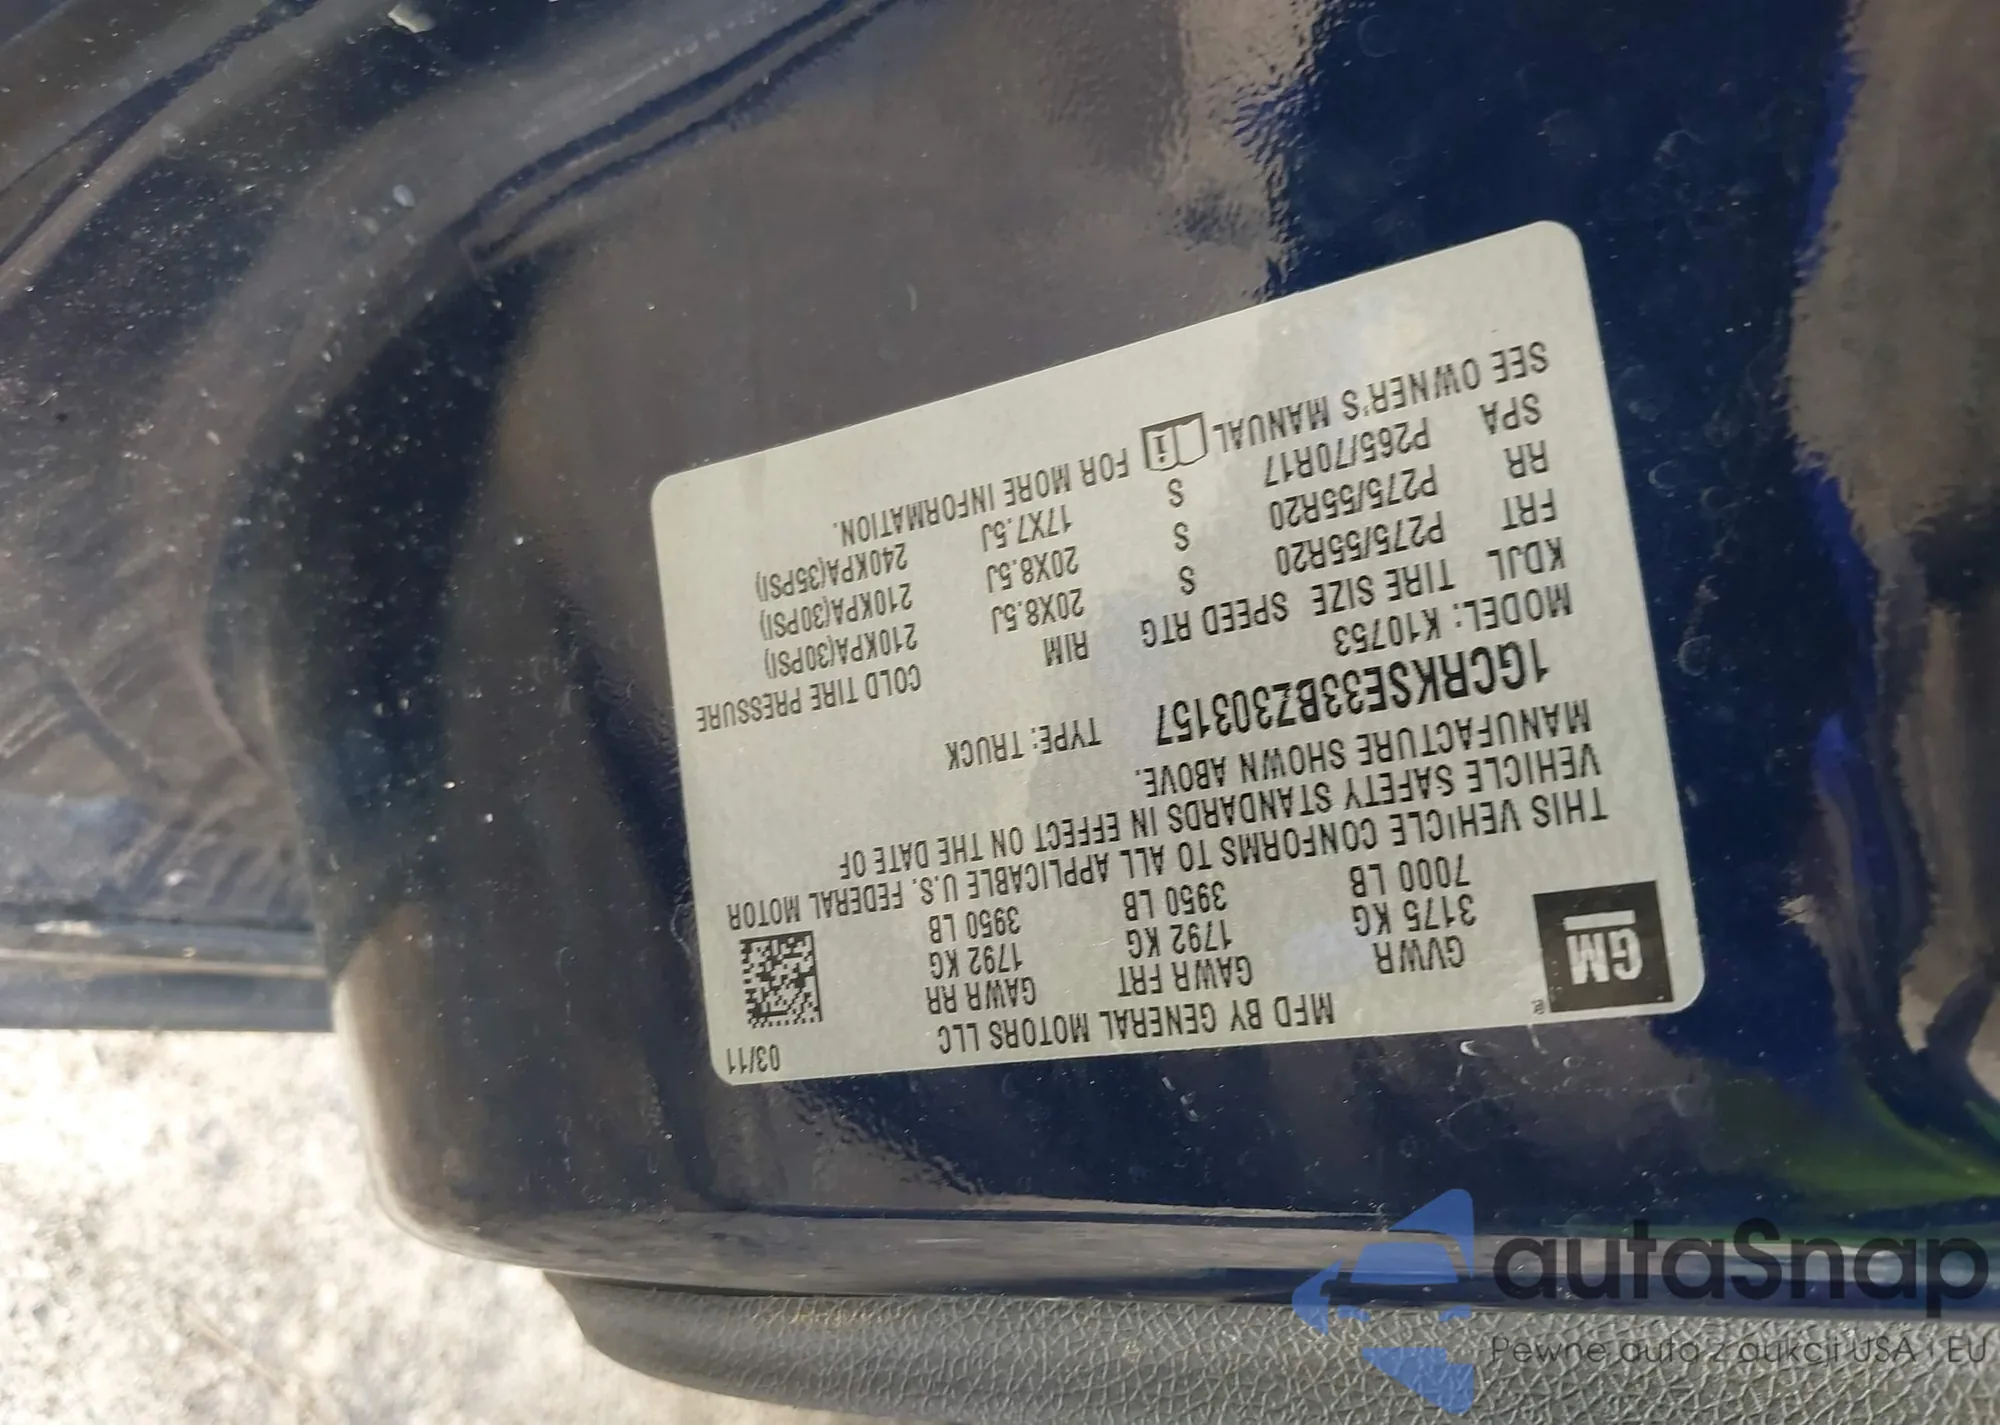 MFD BY GENERAL MOTORS LLC 03/11
GM
GVWR GAWR FRT GAWR RR
3175 KG 1792 KG 1792 KG
7000 LB 3950 LB 3950 LB
THIS VEHICLE CONFORMS TO ALL APPLICABLE U.S. FEDERAL MOTOR
VEHICLE SAFETY STANDARDS IN EFFECT ON THE DATE OF
MANUFACTURE SHOWN ABOVE.
1GCRKSE33BZ303157 TYPE: TRUCK
MODEL: K10753
KDJL TIRE SIZE SPEED RTG RIM COLD TIRE PRESSURE
FRT P275/55R20 S 20X8.5J 210KPA(30PSI)
RR P275/55R20 S 20X8.5J 210KPA(30PSI)
SPA P265/70R17 S 17X7.5J 240KPA(35PSI)
SEE OWNER'S MANUAL FOR MORE INFORMATION.
autaSnap
Pewne auta z aukcji USA i EU